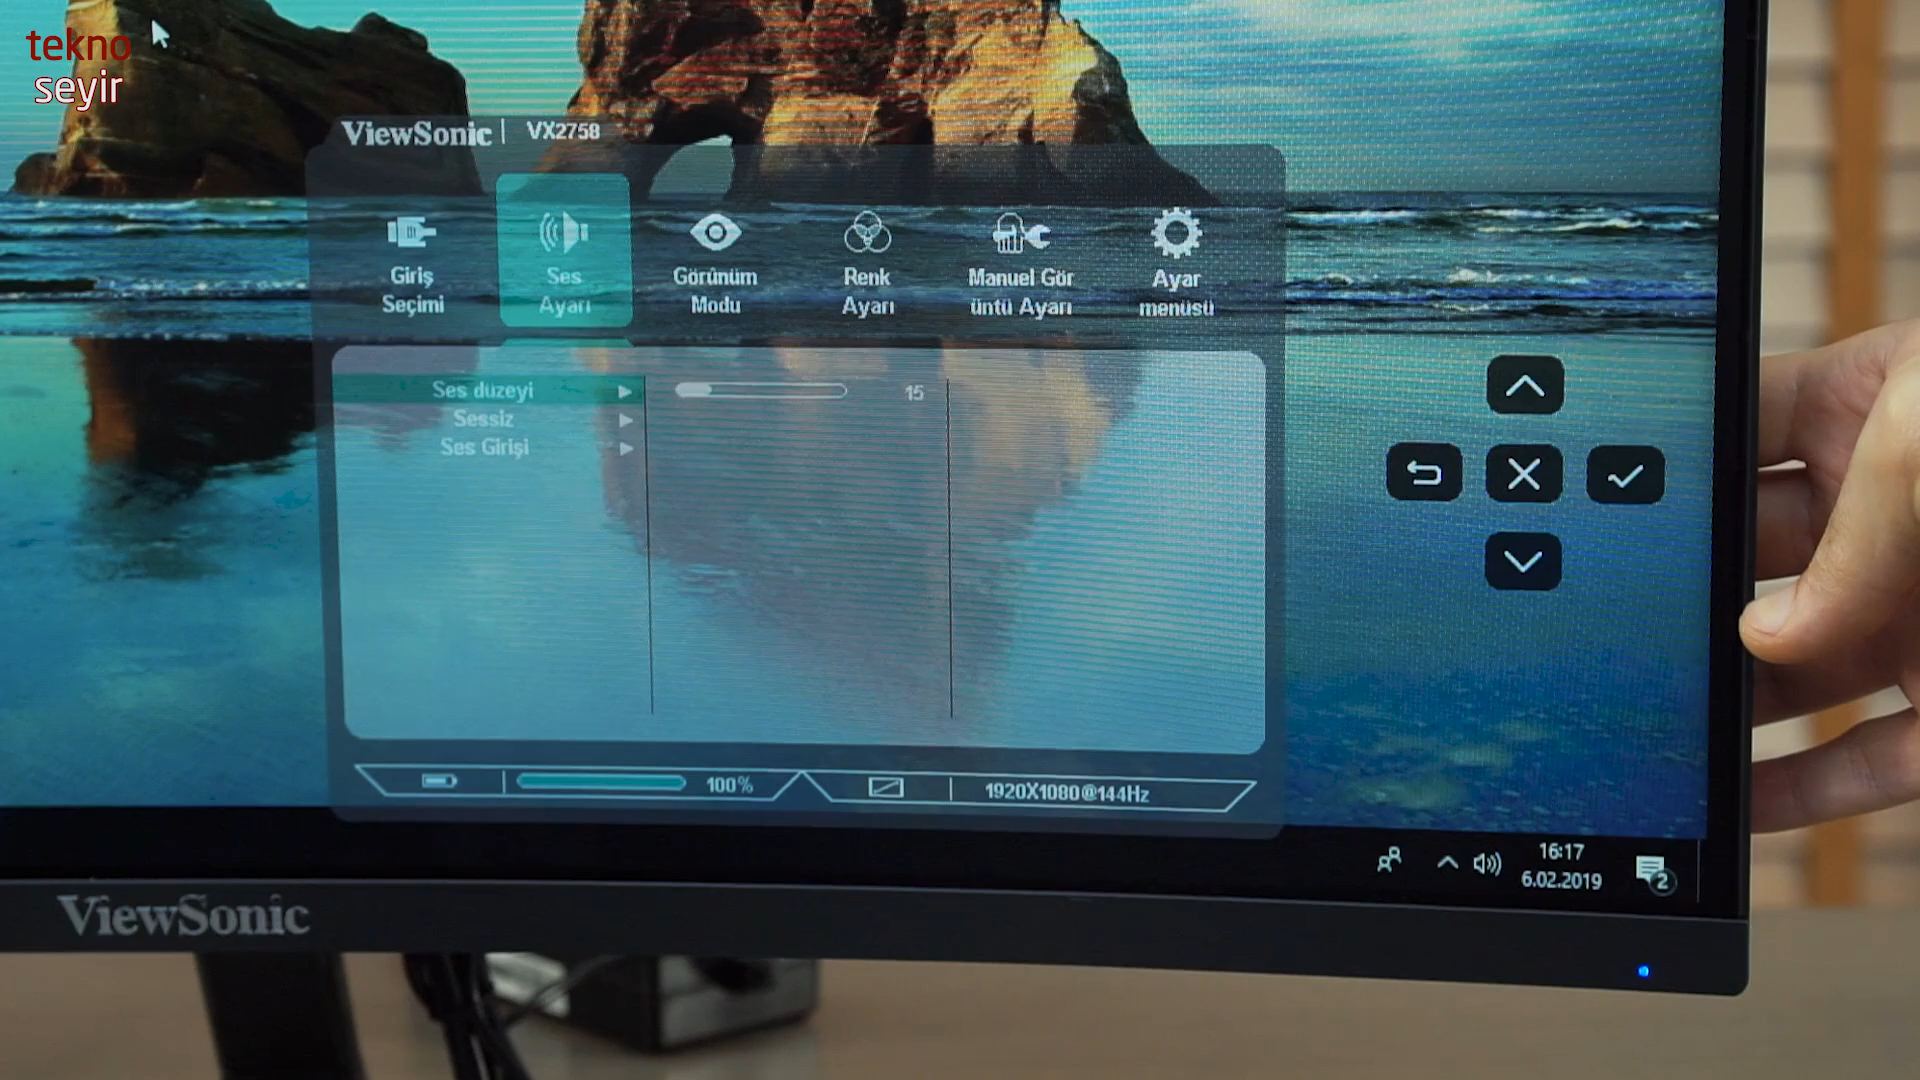 tekno
seyir
ViewSonic | VX2758
Giriş
Seçimi
Ses
Ayarı
Görünüm
Modu
Renk
Ayarı
Manuel Gör
üntü Ayarı
Ayar
menüsü
Ses düzeyi
15
Sessiz
Ses Girişi
100%
1920X1080@144Hz
16:17
6.02.2019
2
ViewSonic